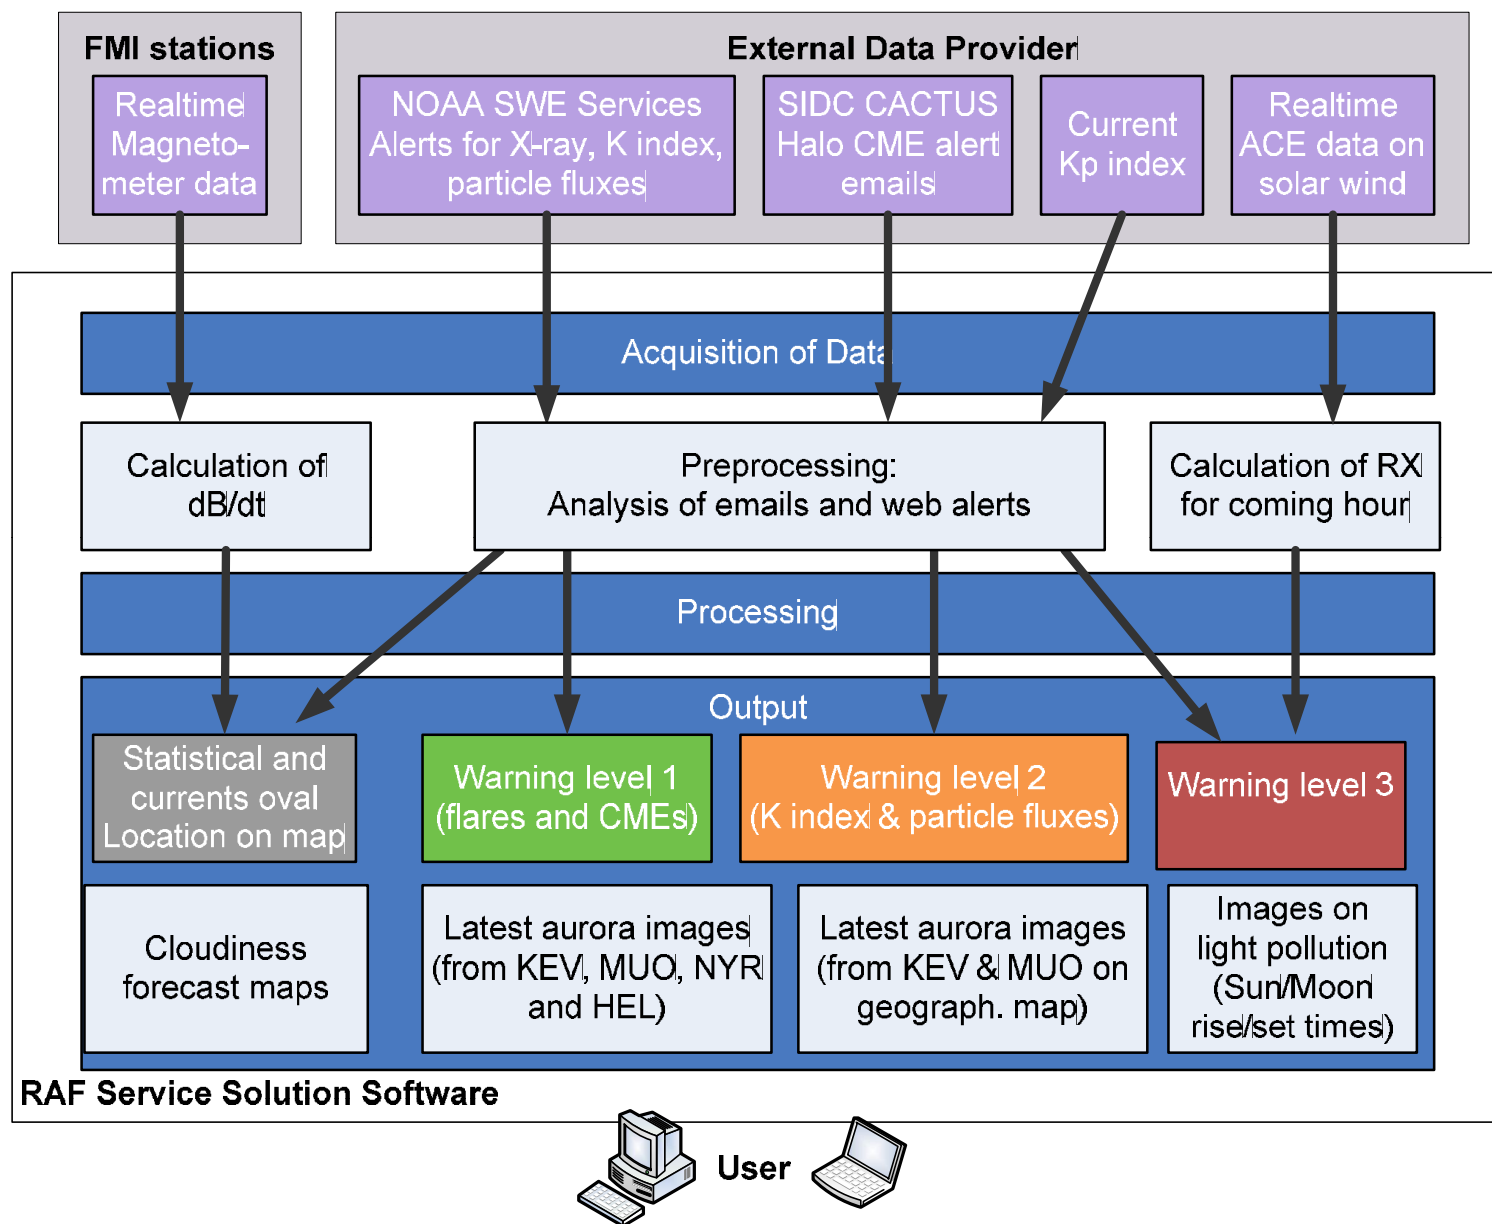 FMI stations
Realtime
Magneto-
meter data
External Data Provider
NOAA SWE Services
Alerts for X-ray, K index,
particle fluxes
SIDC CACTUS
Halo CME alert
emails
Current
Kp index
Realtime
ACE data on
solar wind
Acquisition of Data
Calculation of
dB/dt
Preprocessing:
Analysis of emails and web alerts
Calculation of RX
for coming hour
Processing
Output
Statistical and
currents oval
Location on map
Warning level 1
(flares and CMEs)
Warning level 2
(K index & particle fluxes)
Warning level 3
Cloudiness
forecast maps
Latest aurora images
(from KEV, MUO, NYR
and HEL)
Latest aurora images
(from KEV & MUO on
geograph. map)
Images on
light pollution
(Sun/Moon
rise/set times)
RAF Service Solution Software
User